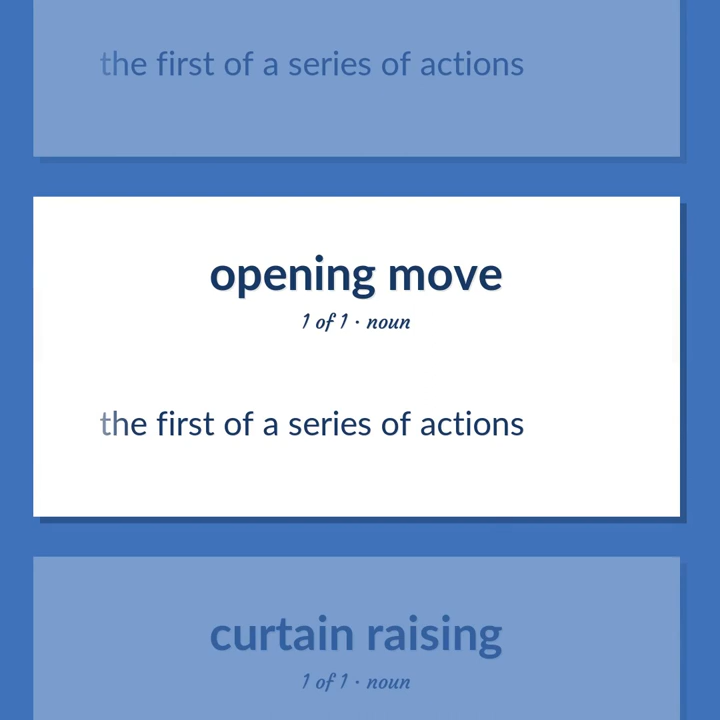 the first of a series of actions
opening move
1 of 1 · noun
the first of a series of actions
curtain raising
1 of 1 · noun